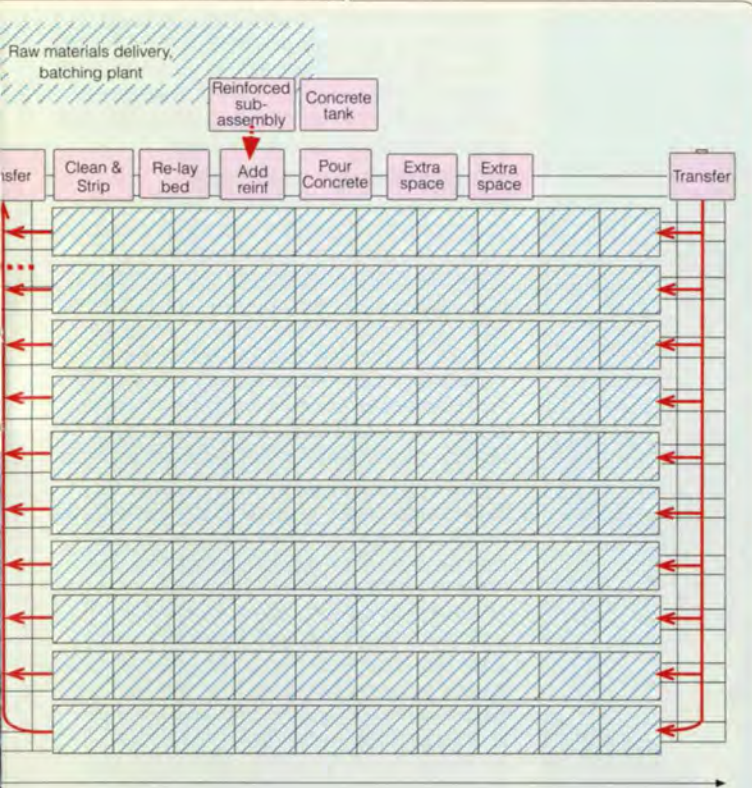 Raw materials delivery,
batching plant
Reinforced
sub-
assembly
Concrete
tank
nsfer
Clean &
Strip
Re-lay
bed
Add
reinf
Pour
Concrete
Extra
space
Extra
space
Transfer